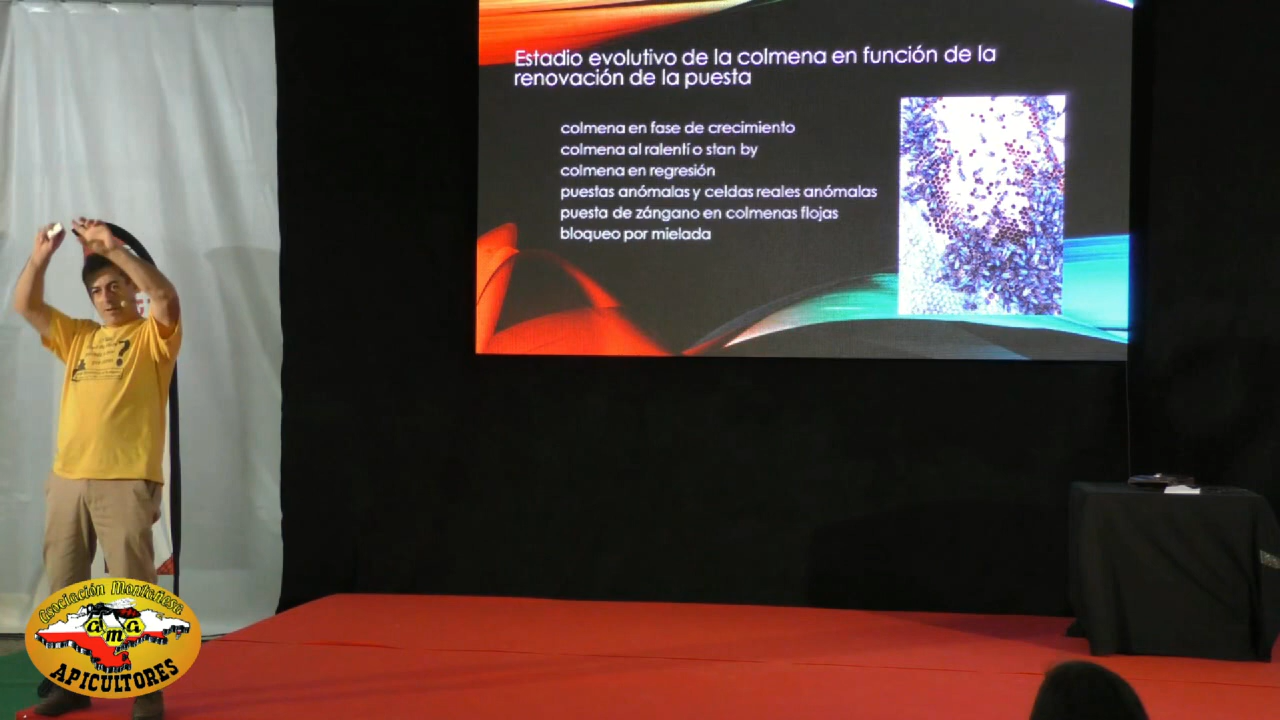 Estadio evolutivo de la colmena en función de la
renovación de la puesta
colmena en fase de crecimiento
colmena al ralentí o stan by
colmena en regresión
puestas anómalas y celdas reales anómalas
puesta de zángano en colmenas flojas
bloqueo por mielada
?
Asociación Montañesa
ama
APICULTORES